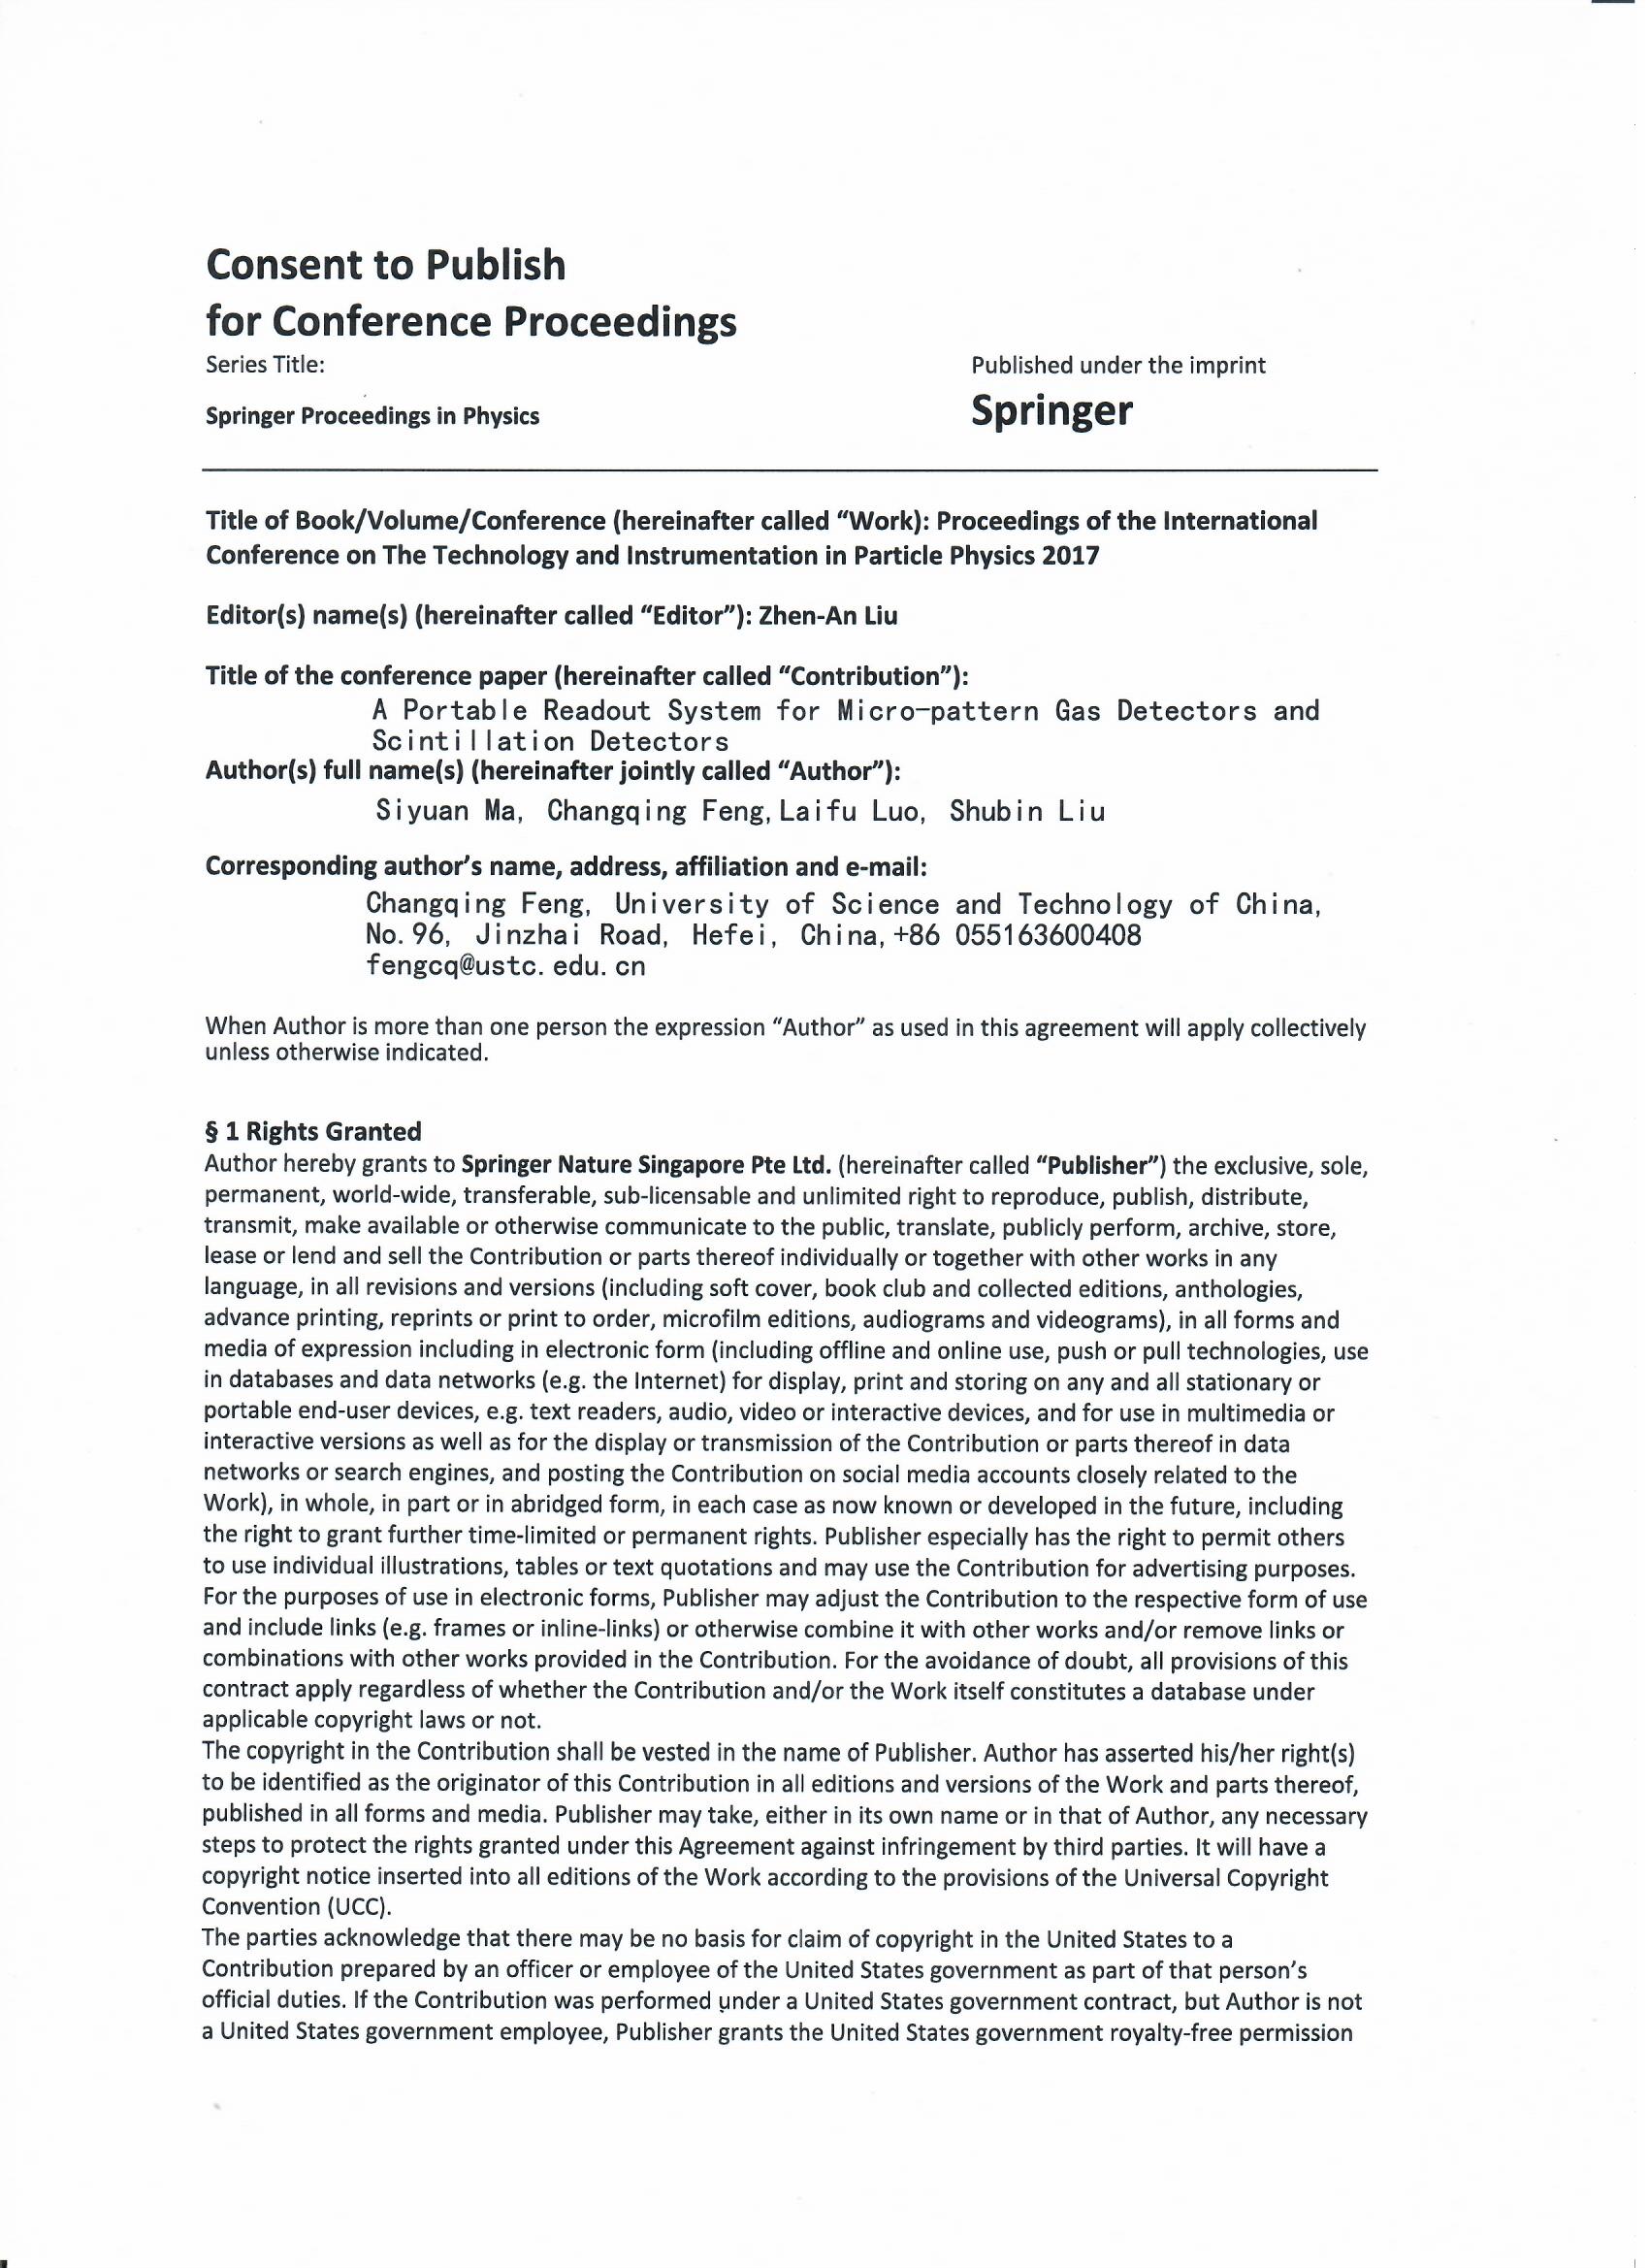 Consent to Publish
for Conference Proceedings
Series Title:
Published under the imprint
Springer Proceedings in Physics
Springer
Title of Book/Volume/Conference (hereinafter called “Work): Proceedings of the International
Conference on The Technology and Instrumentation in Particle Physics 2017
Editor(s) name(s) (hereinafter called “Editor”): Zhen-An Liu
Title of the conference paper (hereinafter called “Contribution”):
A Portable Readout System for Micro-pattern Gas Detectors and
Scintillation Detectors
Author(s) full name(s) (hereinafter jointly called “Author”):
Siyuan Ma, Changqing Feng, Laifu Luo, Shubin Liu
Corresponding author’s name, address, affiliation and e-mail:
Changqing Feng, University of Science and Technology of China,
No. 96, Jinzhai Road, Hefei, China, +86 055163600408
fengcq@ustc. edu. cn
When Author is more than one person the expression “Author” as used in this agreement will apply collectively
unless otherwise indicated.
§ 1 Rights Granted
Author hereby grants to Springer Nature Singapore Pte Ltd. (hereinafter called “Publisher”) the exclusive, sole,
permanent, world-wide, transferable, sub-licensable and unlimited right to reproduce, publish, distribute,
transmit, make available or otherwise communicate to the public, translate, publicly perform, archive, store,
lease or lend and sell the Contribution or parts thereof individually or together with other works in any
language, in all revisions and versions (including soft cover, book club and collected editions, anthologies,
advance printing, reprints or print to order, microfilm editions, audiograms and videograms), in all forms and
media of expression including in electronic form (including offline and online use, push or pull technologies, use
in databases and data networks (e.g. the Internet) for display, print and storing on any and all stationary or
portable end-user devices, e.g. text readers, audio, video or interactive devices, and for use in multimedia or
interactive versions as well as for the display or transmission of the Contribution or parts thereof in data
networks or search engines, and posting the Contribution on social media accounts closely related to the
Work), in whole, in part or in abridged form, in each case as now known or developed in the future, including
the right to grant further time-limited or permanent rights. Publisher especially has the right to permit others
to use individual illustrations, tables or text quotations and may use the Contribution for advertising purposes.
For the purposes of use in electronic forms, Publisher may adjust the Contribution to the respective form of use
and include links (e.g. frames or inline-links) or otherwise combine it with other works and/or remove links or
combinations with other works provided in the Contribution. For the avoidance of doubt, all provisions of this
contract apply regardless of whether the Contribution and/or the Work itself constitutes a database under
applicable copyright laws or not.
The copyright in the Contribution shall be vested in the name of Publisher. Author has asserted his/her right(s)
to be identified as the originator of this Contribution in all editions and versions of the Work and parts thereof,
published in all forms and media. Publisher may take, either in its own name or in that of Author, any necessary
steps to protect the rights granted under this Agreement against infringement by third parties. It will have a
copyright notice inserted into all editions of the Work according to the provisions of the Universal Copyright
Convention (UCC).
The parties acknowledge that there may be no basis for claim of copyright in the United States to a
Contribution prepared by an officer or employee of the United States government as part of that person’s
official duties. If the Contribution was performed under a United States government contract, but Author is not
a United States government employee, Publisher grants the United States government royalty-free permission